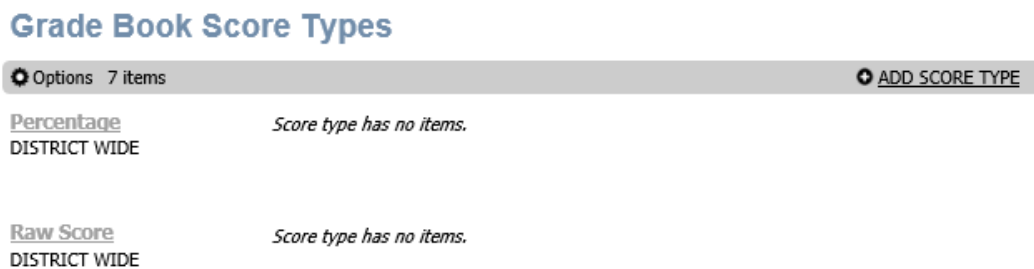 Grade Book Score Types
Options 7 items ADD SCORE TYPE
Percentage Score type has no items.
DISTRICT WIDE
Raw Score Score type has no items.
DISTRICT WIDE